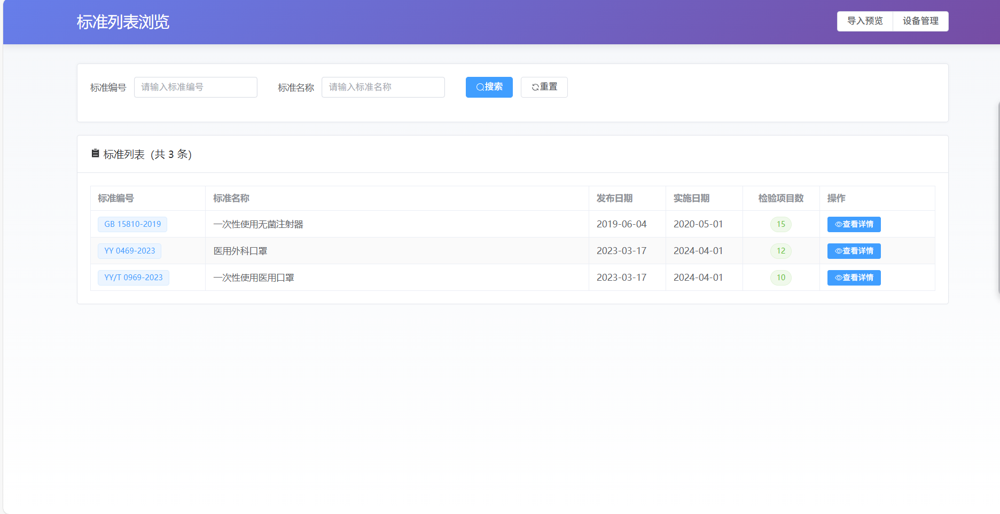 标准列表浏览
导入预览 设备管理
标准编号 请输入标准编号 标准名称 请输入标准名称 搜索 重置
标准列表 (共 3 条)
标准编号 标准名称 发布日期 实施日期 检验项目数 操作
GB 15810-2019 一次性使用无菌注射器 2019-06-04 2020-05-01 15 查看详情
YY 0469-2023 医用外科口罩 2023-03-17 2024-04-01 12 查看详情
YY/T 0969-2023 一次性使用医用口罩 2023-03-17 2024-04-01 10 查看详情